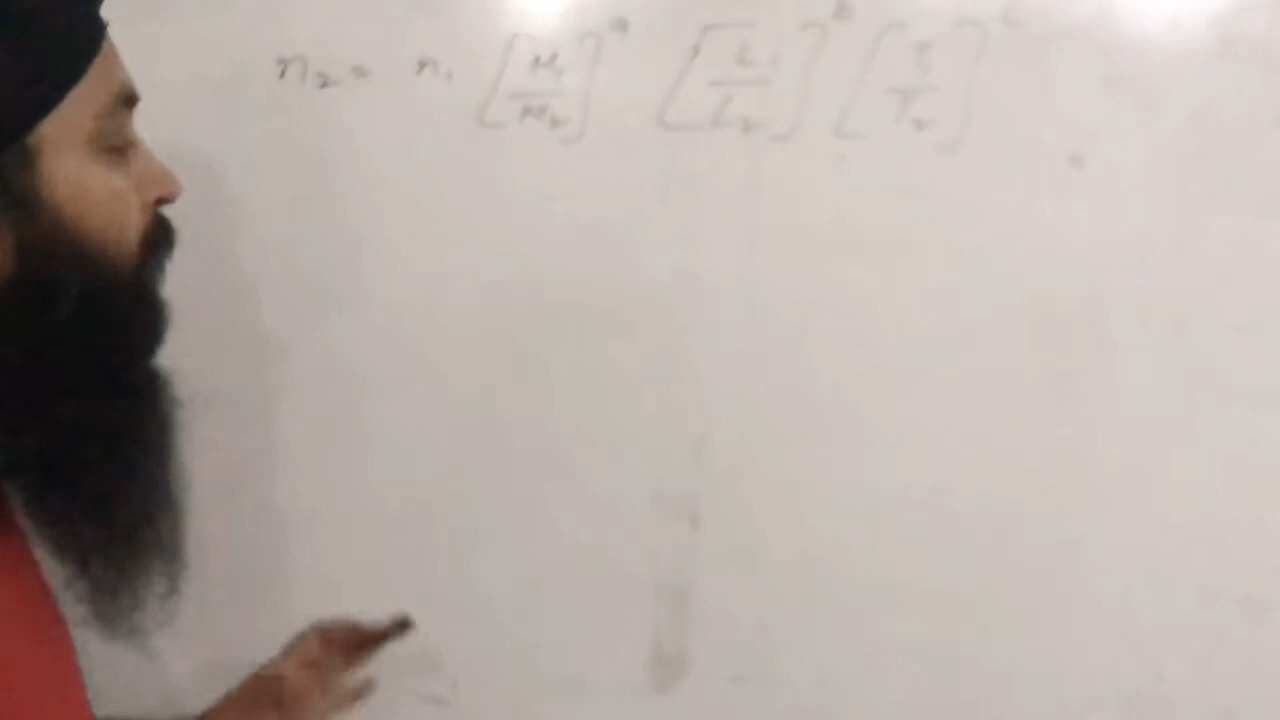 n₂ = n₁ [M₁/M₂]ᵃ [L₁/L₂]ᵇ [T₁/T₂]ᶜ